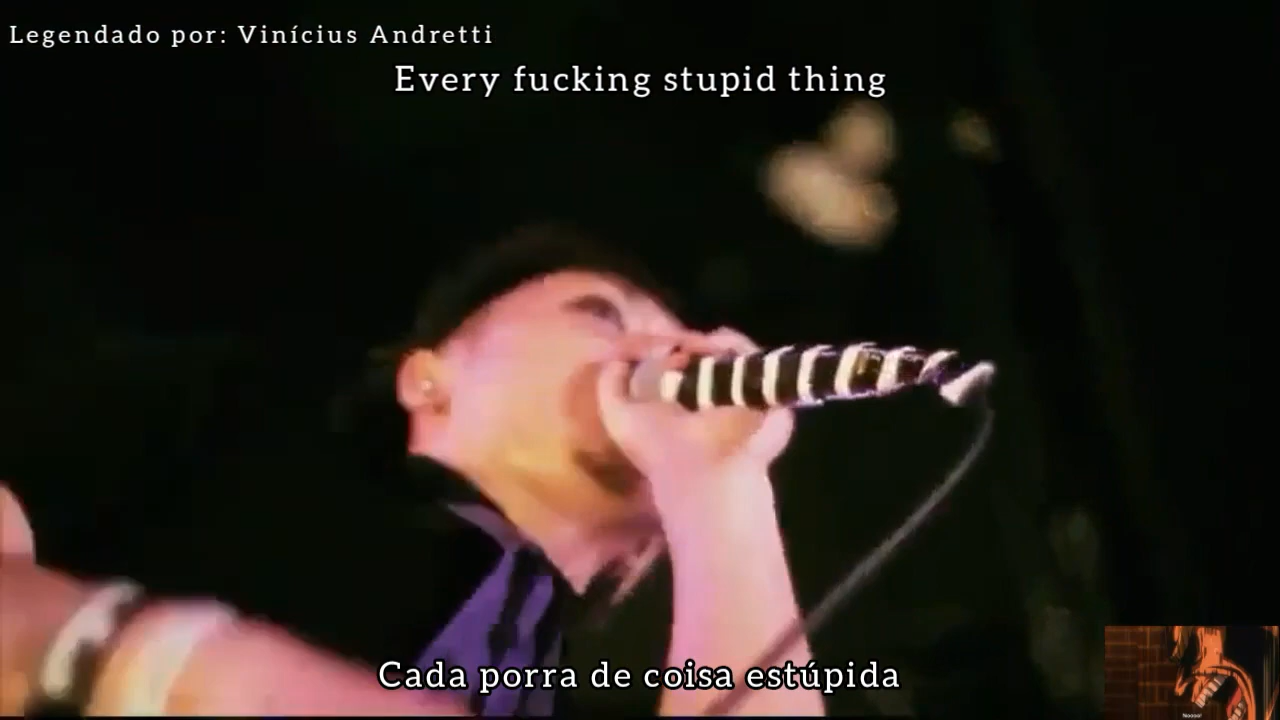 Legendado por: Vinícius Andretti
Every fucking stupid thing
Cada porra de coisa estúpida